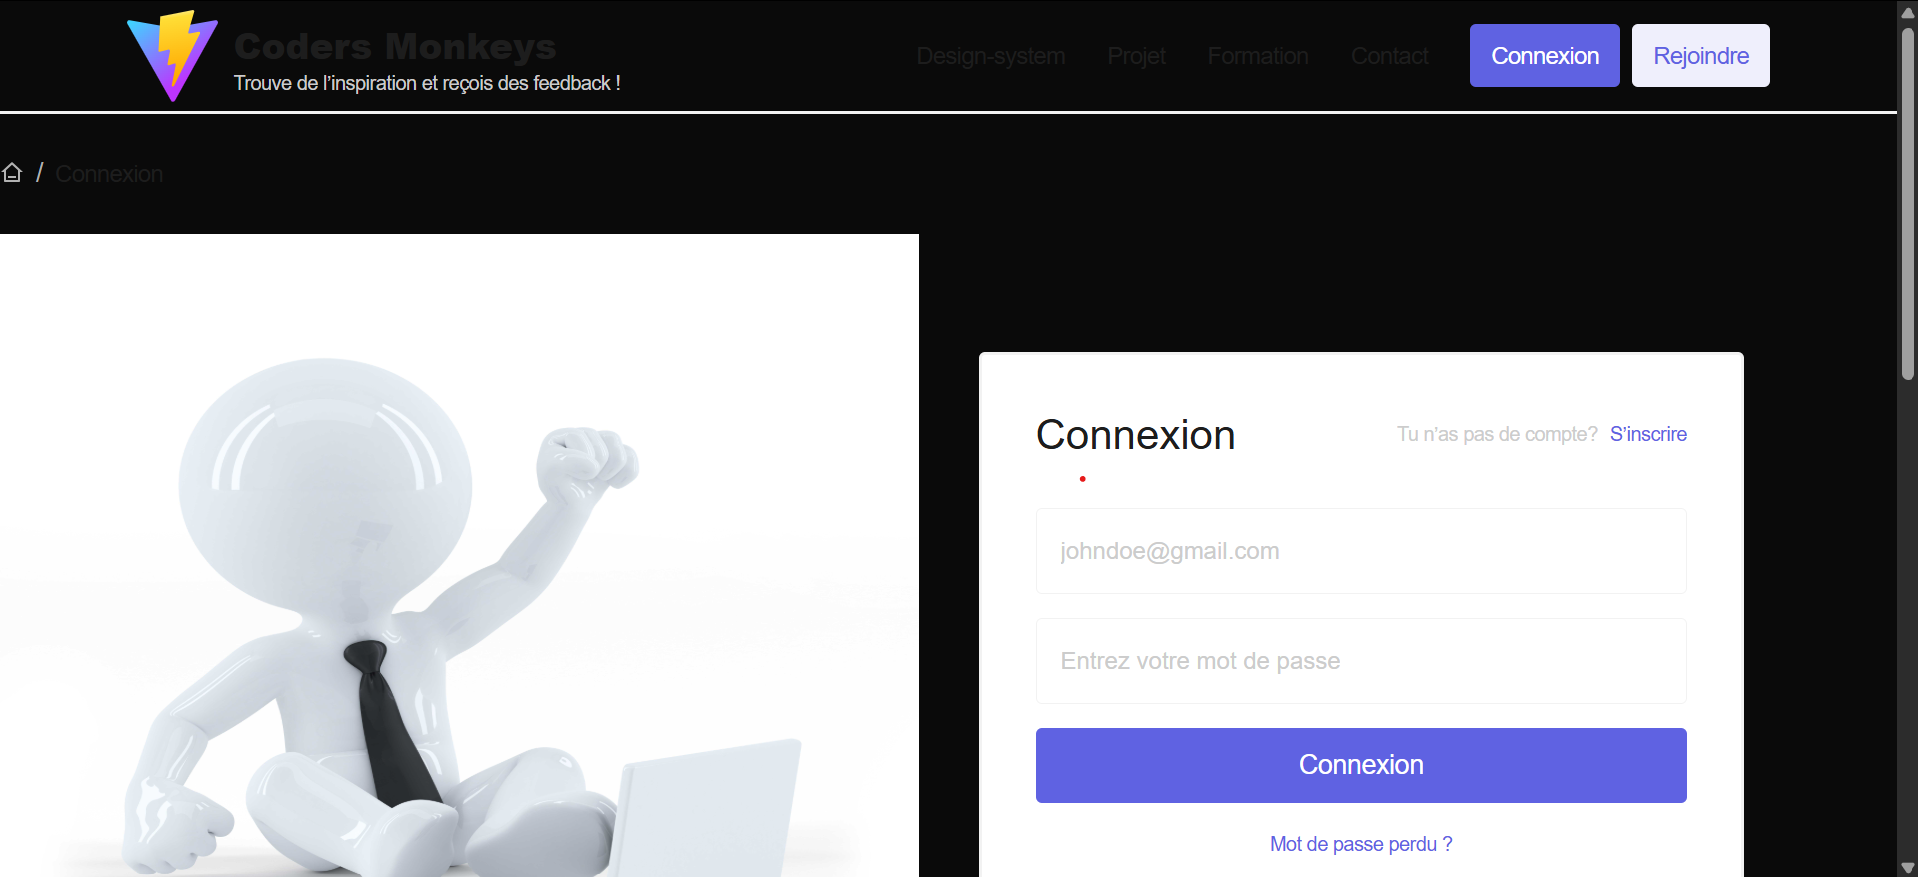 Coders Monkeys
Trouve de l’inspiration et reçois des feedback !
Design-system
Projet
Formation
Contact
Connexion
Rejoindre
/ Connexion
Connexion
Tu n’as pas de compte? S’inscrire
johndoe@gmail.com
Entrez votre mot de passe
Connexion
Mot de passe perdu ?